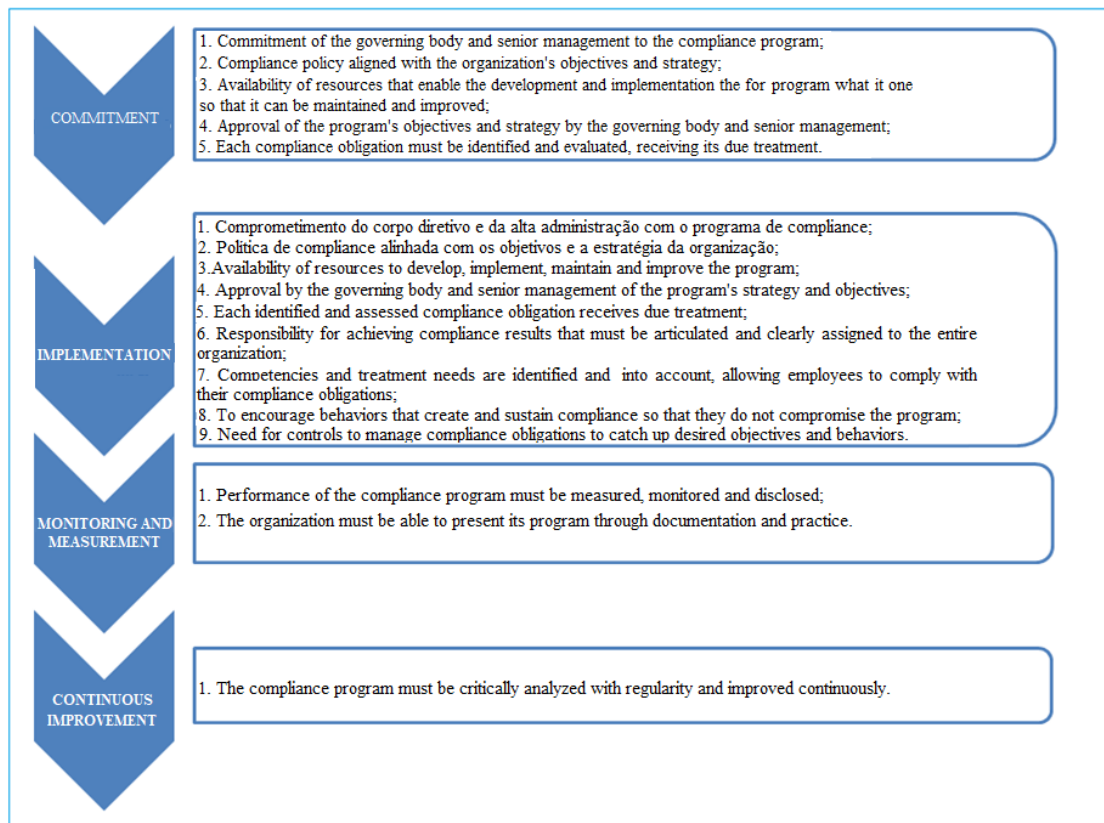 COMMITMENT
1. Commitment of the governing body and senior management to the compliance program;
2. Compliance policy aligned with the organization's objectives and strategy;
3. Availability of resources that enable the development and implementation the for program what it one
so that it can be maintained and improved;
4. Approval of the program's objectives and strategy by the governing body and senior management;
5. Each compliance obligation must be identified and evaluated, receiving its due treatment.
IMPLEMENTATION
1. Comprometimento do corpo diretivo e da alta administração com o programa de compliance;
2. Política de compliance alinhada com os objetivos e a estratégia da organização;
3.Availability of resources to develop, implement, maintain and improve the program;
4. Approval by the governing body and senior management of the program's strategy and objectives;
5. Each identified and assessed compliance obligation receives due treatment;
6. Responsibility for achieving compliance results that must be articulated and clearly assigned to the entire
organization;
7. Competencies and treatment needs are identified and into account, allowing employees to comply with
their compliance obligations;
8. To encourage behaviors that create and sustain compliance so that they do not compromise the program;
9. Need for controls to manage compliance obligations to catch up desired objectives and behaviors.
MONITORING AND
MEASUREMENT
1. Performance of the compliance program must be measured, monitored and disclosed;
2. The organization must be able to present its program through documentation and practice.
CONTINUOUS
IMPROVEMENT
1. The compliance program must be critically analyzed with regularity and improved continuously.